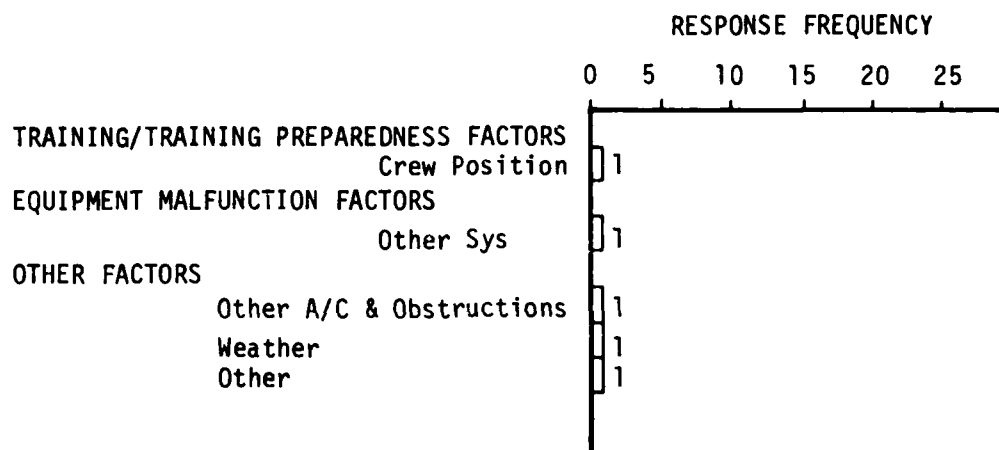 RESPONSE FREQUENCY
0 5 10 15 20 25
TRAINING/TRAINING PREPAREDNESS FACTORS
Crew Position 1
EQUIPMENT MALFUNCTION FACTORS
Other Sys 1
OTHER FACTORS
Other A/C & Obstructions 1
Weather 1
Other 1